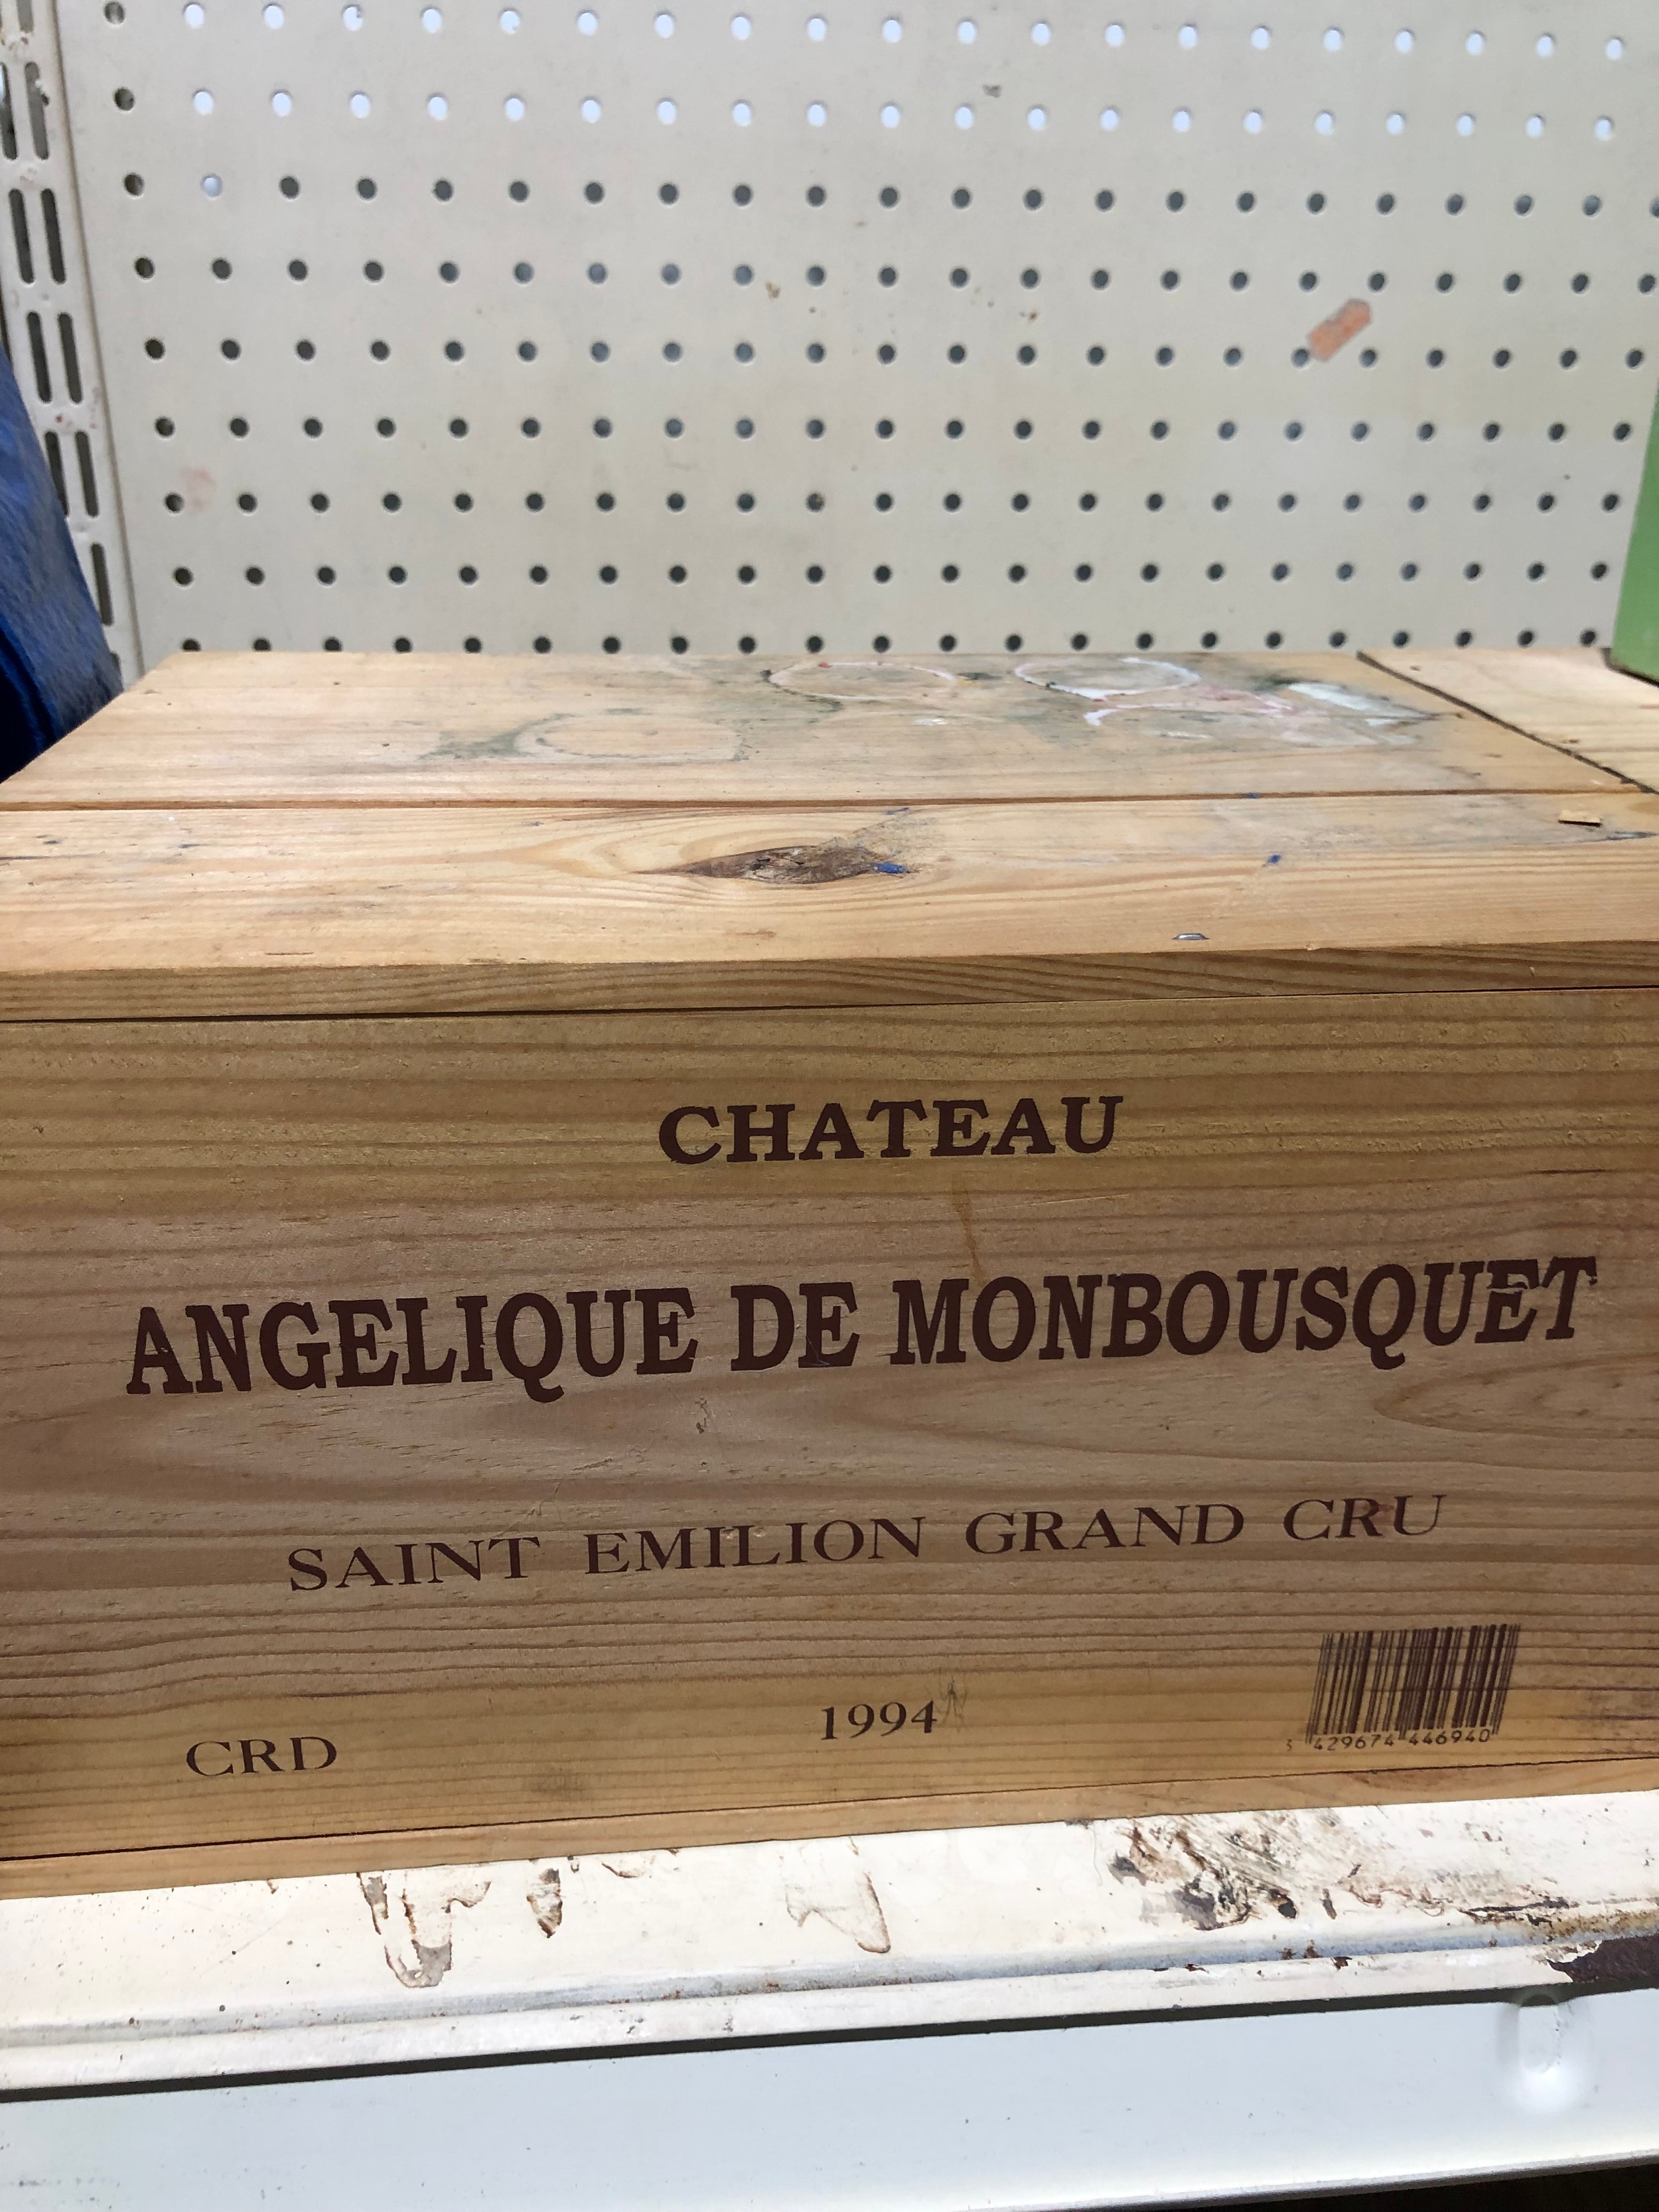 CHATEAU
ANGELIQUE DE MONBOUSQUET
SAINT EMILION GRAND CRU
CRD
1994
3 429674 446940